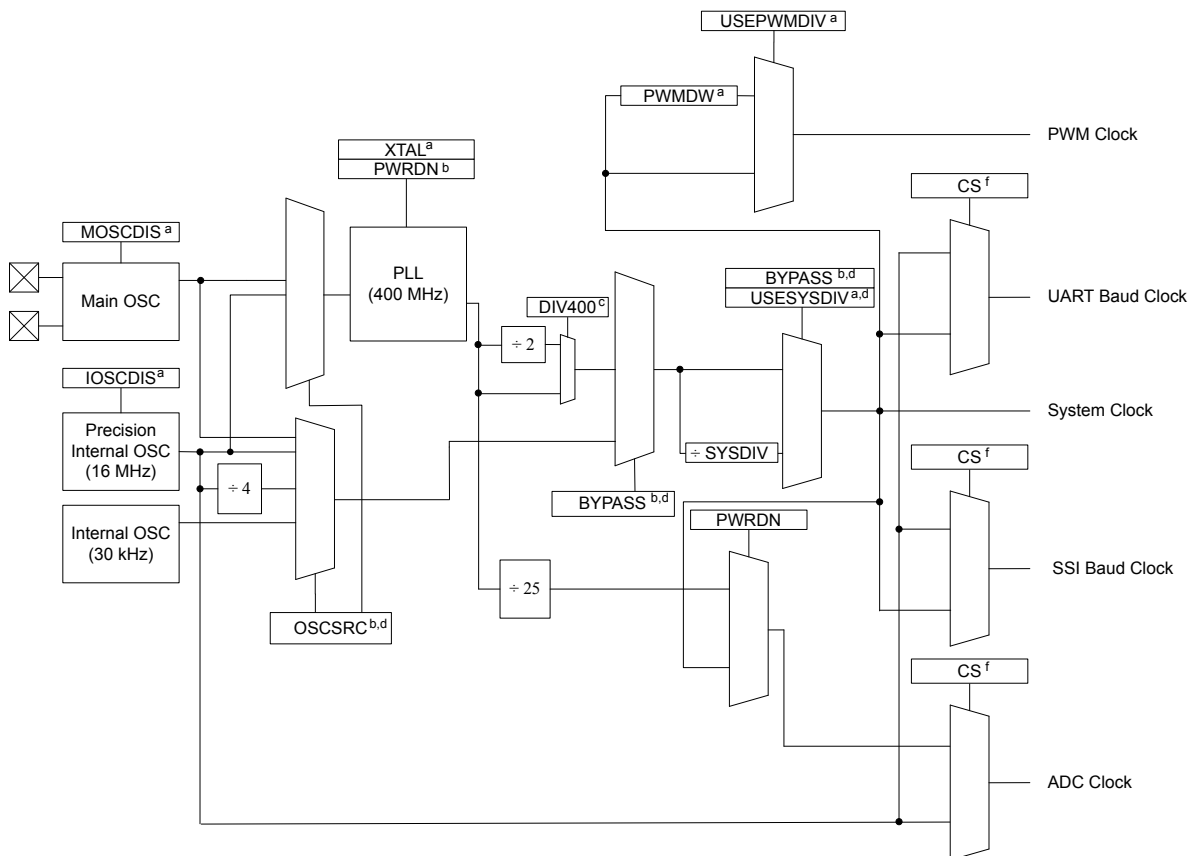 USEPWMDIV a
PWMDW a
PWM Clock
XTAL a
PWRDN b
CS f
MOSCDIS a
Main OSC
PLL
(400 MHz)
BYPASS b,d
USESYSDIV a,d
UART Baud Clock
DIV400 c
÷ 2
IOSCDIS a
Precision
Internal OSC
(16 MHz)
System Clock
÷ SYSDIV
÷ 4
BYPASS b,d
CS f
Internal OSC
(30 kHz)
PWRDN
÷ 25
SSI Baud Clock
OSCSRC b,d
CS f
ADC Clock